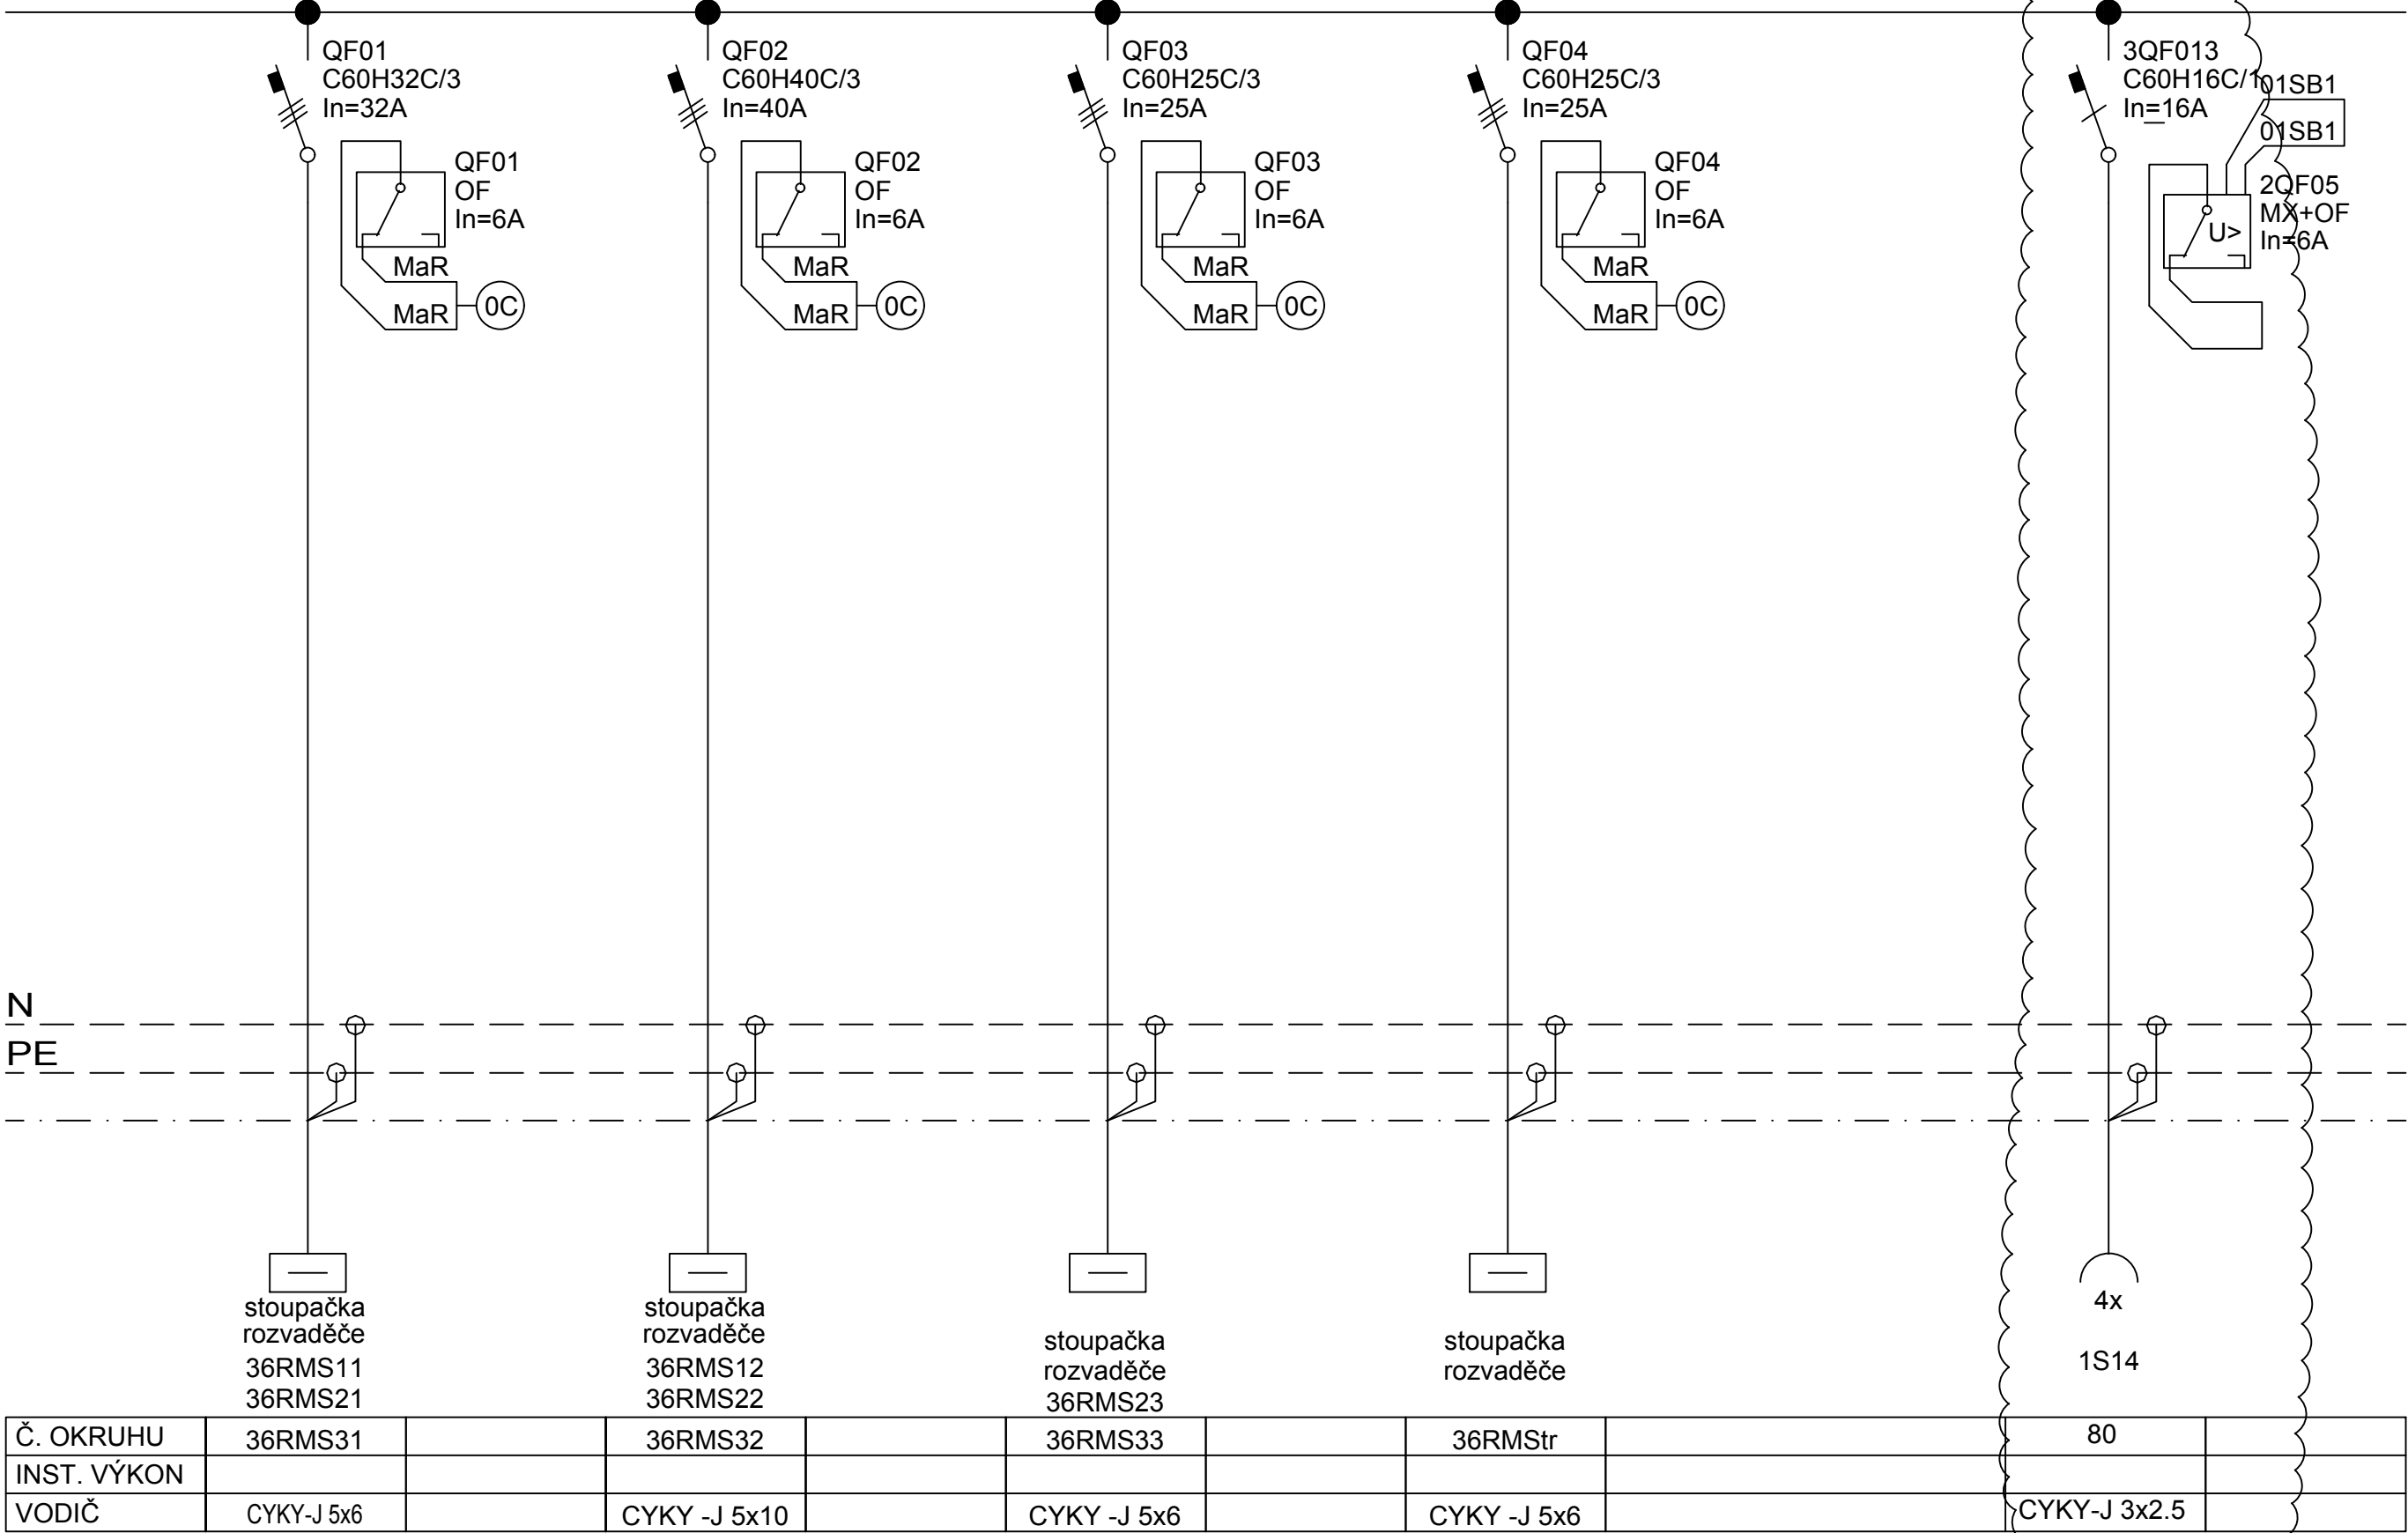 QF01
C60H32C/3
In=32A
QF01
OF
In=6A
MaR
MaR
0C
QF02
C60H40C/3
In=40A
QF02
OF
In=6A
MaR
MaR
0C
QF03
C60H25C/3
In=25A
QF03
OF
In=6A
MaR
MaR
0C
QF04
C60H25C/3
In=25A
QF04
OF
In=6A
MaR
MaR
0C
3QF013
C60H16C/1
In=16A
01SB1
01SB1
2QF05
MX+OF
In=6A
U>
N
PE
stoupačka
rozvaděče
36RMS11
36RMS21
stoupačka
rozvaděče
36RMS12
36RMS22
stoupačka
rozvaděče
36RMS23
stoupačka
rozvaděče
4x
1S14
Č. OKRUHU 36RMS31 36RMS32 36RMS33 36RMStr 80
INST. VÝKON
VODIČ CYKY-J 5x6 CYKY -J 5x10 CYKY -J 5x6 CYKY -J 5x6 CYKY-J 3x2.5